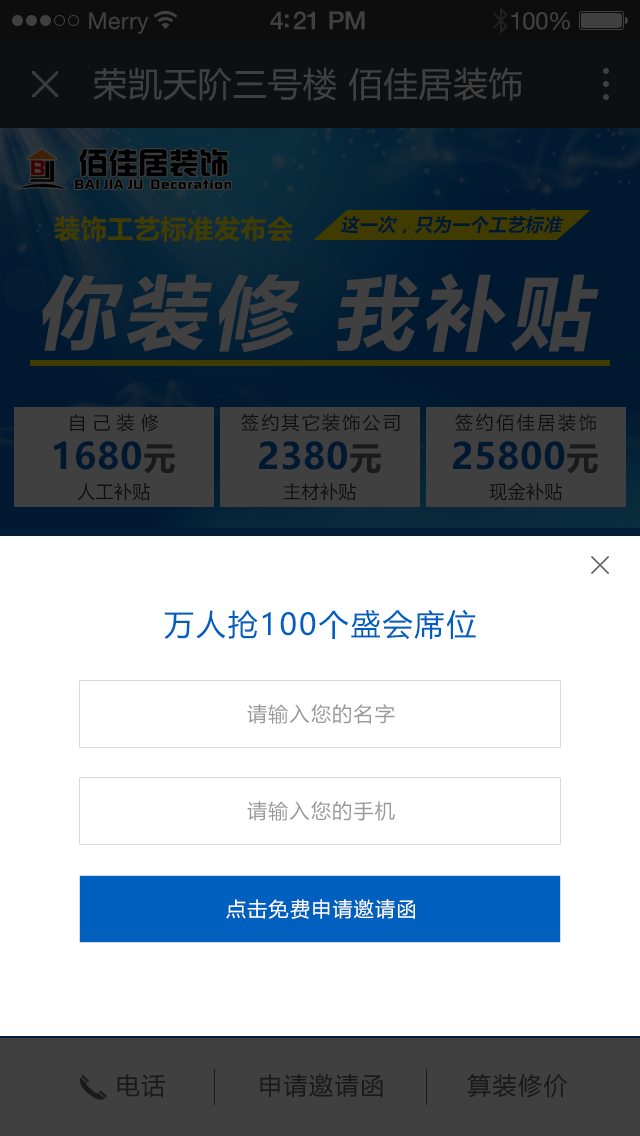 Merry 4:21 PM 100%
荣凯天阶三号楼 佰佳居装饰
BJ 佰佳居装饰
BAI JIA JU Decoration
装饰工艺标准发布会 这一次，只为一个工艺标准
你装修 我补贴
自己装修
1680元
人工补贴
签约其它装饰公司
2380元
主材补贴
签约佰佳居装饰
25800元
现金补贴
万人抢100个盛会席位
请输入您的名字
请输入您的手机
点击免费申请邀请函
电话 申请邀请函 算装修价